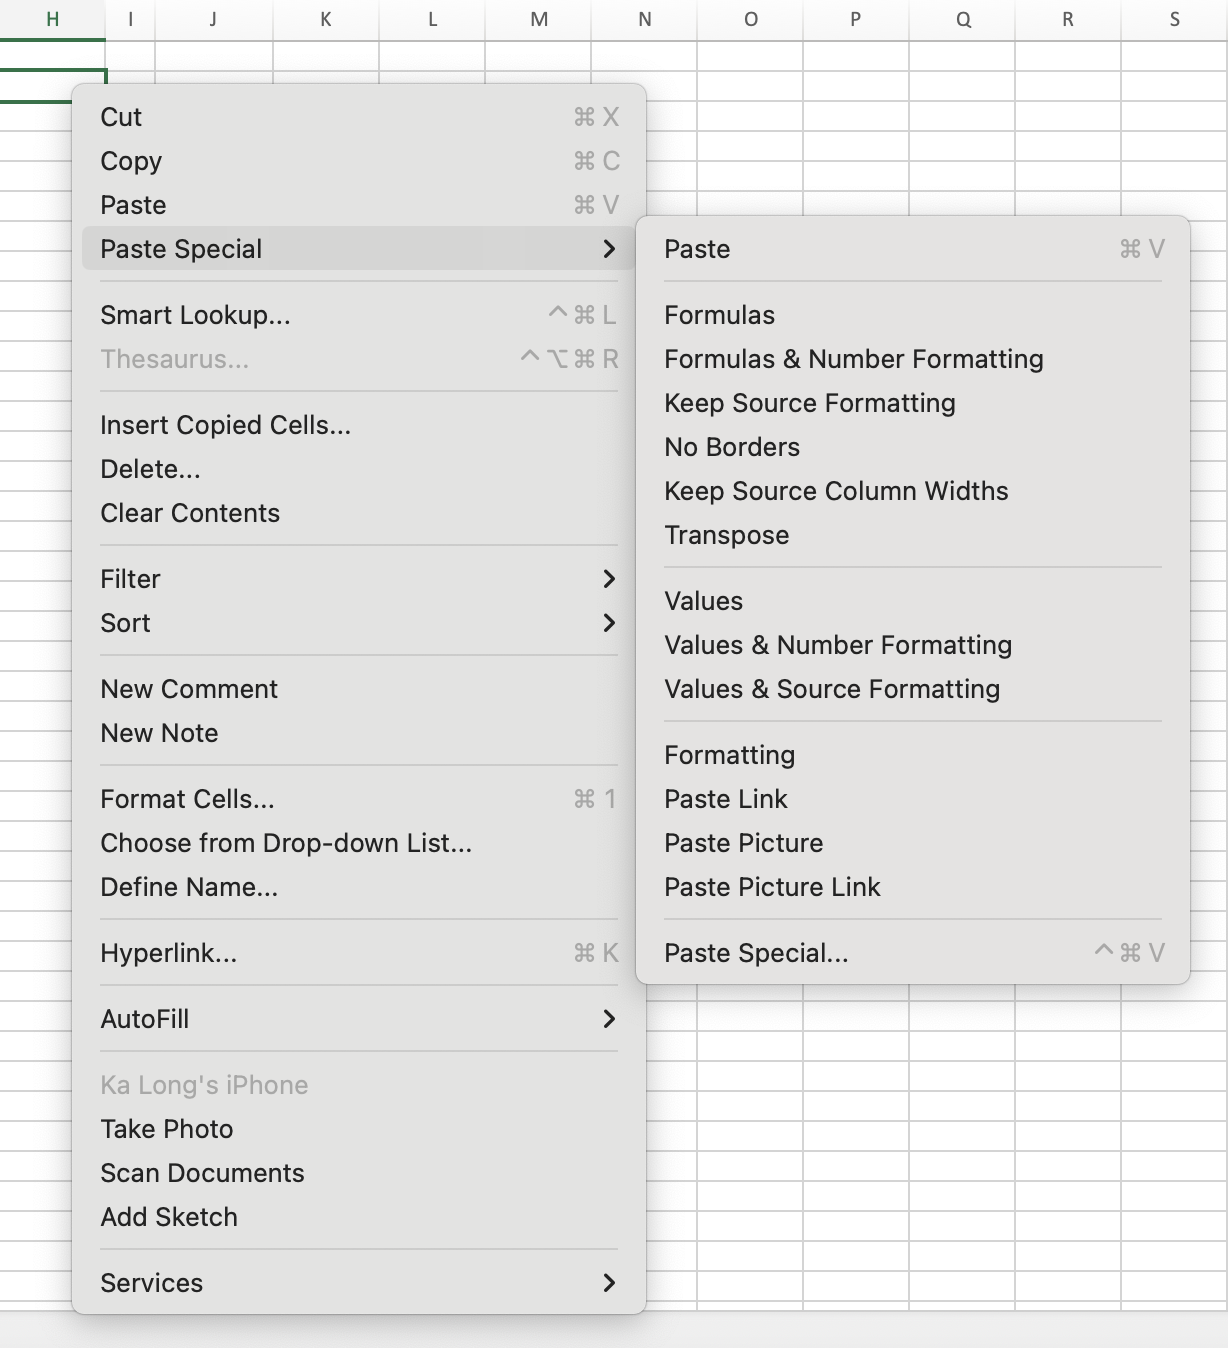 H I J K L M N O P Q R S
Cut ⌘ X
Copy ⌘ C
Paste ⌘ V
Paste Special
Smart Lookup... ^ ⌘ L
Thesaurus... ^ ⌥ ⌘ R
Insert Copied Cells...
Delete...
Clear Contents
Filter
Sort
New Comment
New Note
Format Cells... ⌘ 1
Choose from Drop-down List...
Define Name...
Hyperlink... ⌘ K
AutoFill
Ka Long's iPhone
Take Photo
Scan Documents
Add Sketch
Services
Paste ⌘ V
Formulas
Formulas & Number Formatting
Keep Source Formatting
No Borders
Keep Source Column Widths
Transpose
Values
Values & Number Formatting
Values & Source Formatting
Formatting
Paste Link
Paste Picture
Paste Picture Link
Paste Special... ^ ⌘ V